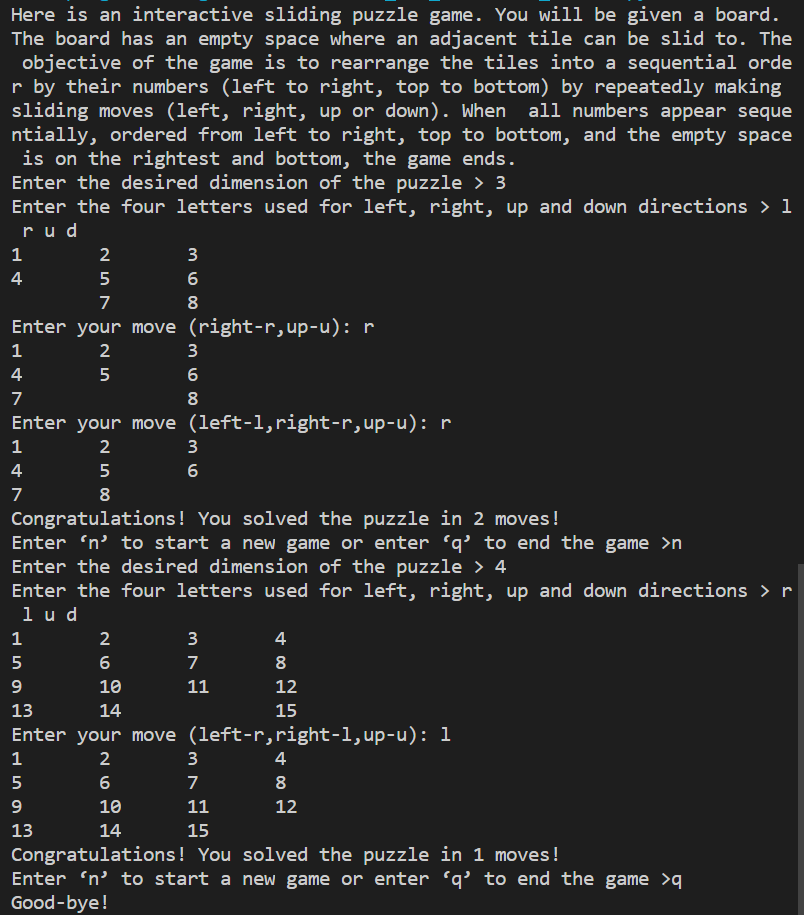 Here is an interactive sliding puzzle game. You will be given a board.
The board has an empty space where an adjacent tile can be slid to. The
 objective of the game is to rearrange the tiles into a sequential orde
r by their numbers (left to right, top to bottom) by repeatedly making
sliding moves (left, right, up or down). When  all numbers appear seque
ntially, ordered from left to right, top to bottom, and the empty space
 is on the rightest and bottom, the game ends.
Enter the desired dimension of the puzzle > 3
Enter the four letters used for left, right, up and down directions > l
 r u d
1       2       3
4       5       6
        7       8
Enter your move (right-r,up-u): r
1       2       3
4       5       6
7               8
Enter your move (left-l,right-r,up-u): r
1       2       3
4       5       6
7       8
Congratulations! You solved the puzzle in 2 moves!
Enter ‘n’ to start a new game or enter ‘q’ to end the game >n
Enter the desired dimension of the puzzle > 4
Enter the four letters used for left, right, up and down directions > r
 l u d
1       2       3       4
5       6       7       8
9       10      11      12
13      14              15
Enter your move (left-r,right-l,up-u): l
1       2       3       4
5       6       7       8
9       10      11      12
13      14      15
Congratulations! You solved the puzzle in 1 moves!
Enter ‘n’ to start a new game or enter ‘q’ to end the game >q
Good-bye!